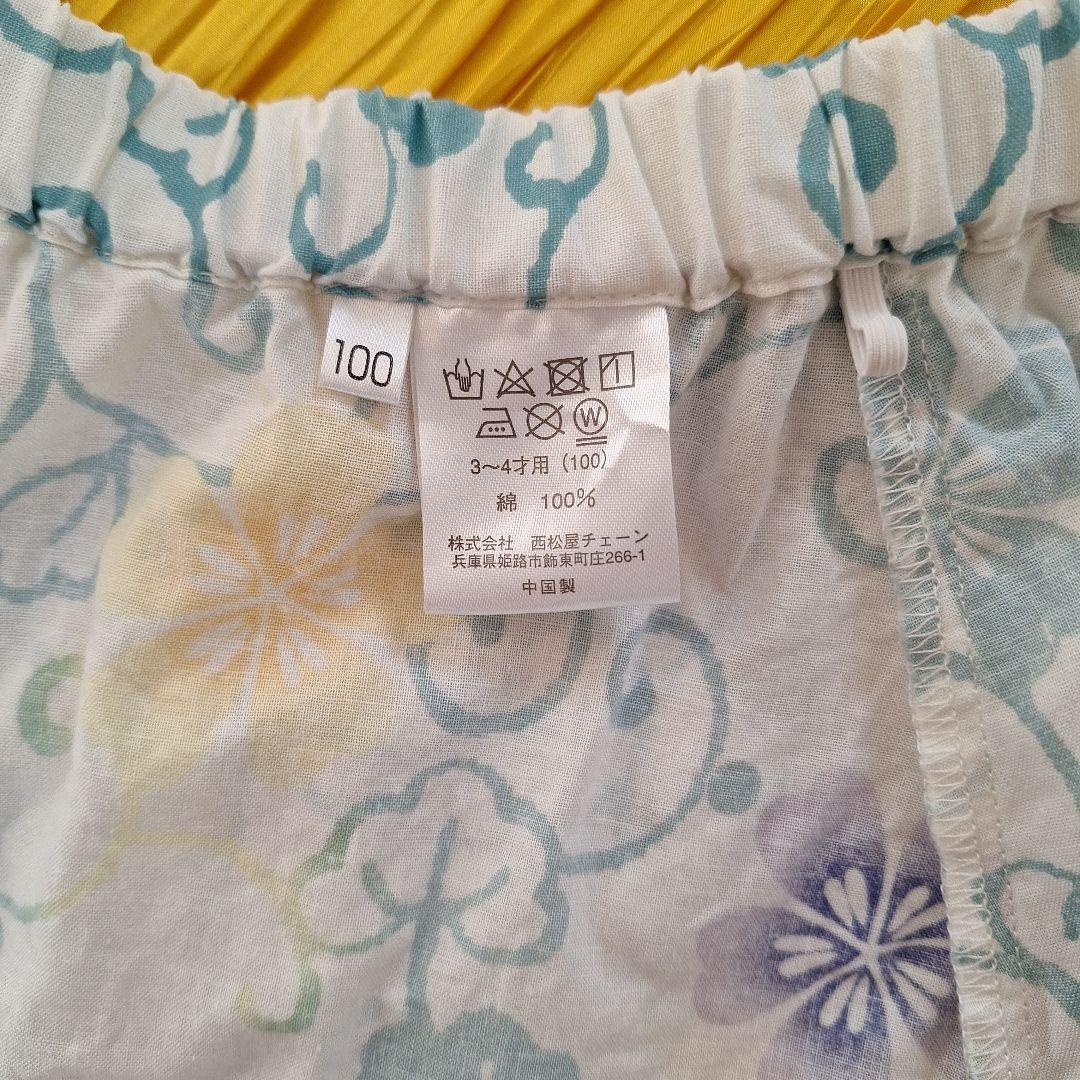 100
W
3～4才用（100）
綿　100%
株式会社　西松屋チェーン
兵庫県姫路市飾東町庄266-1
中国製